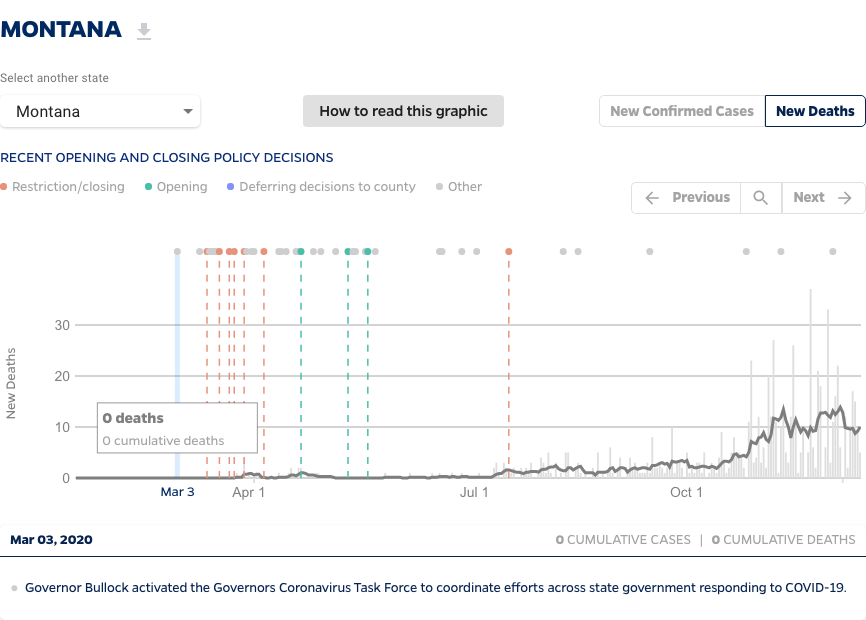 MONTANA
Select another state
Montana
How to read this graphic
New Confirmed Cases
New Deaths
RECENT OPENING AND CLOSING POLICY DECISIONS
Restriction/closing
Opening
Deferring decisions to county
Other
Previous
Next
New Deaths
30
20
10
0
0 deaths
0 cumulative deaths
Mar 3
Apr 1
Jul 1
Oct 1
Mar 03, 2020
0 CUMULATIVE CASES | 0 CUMULATIVE DEATHS
Governor Bullock activated the Governors Coronavirus Task Force to coordinate efforts across state government responding to COVID-19.